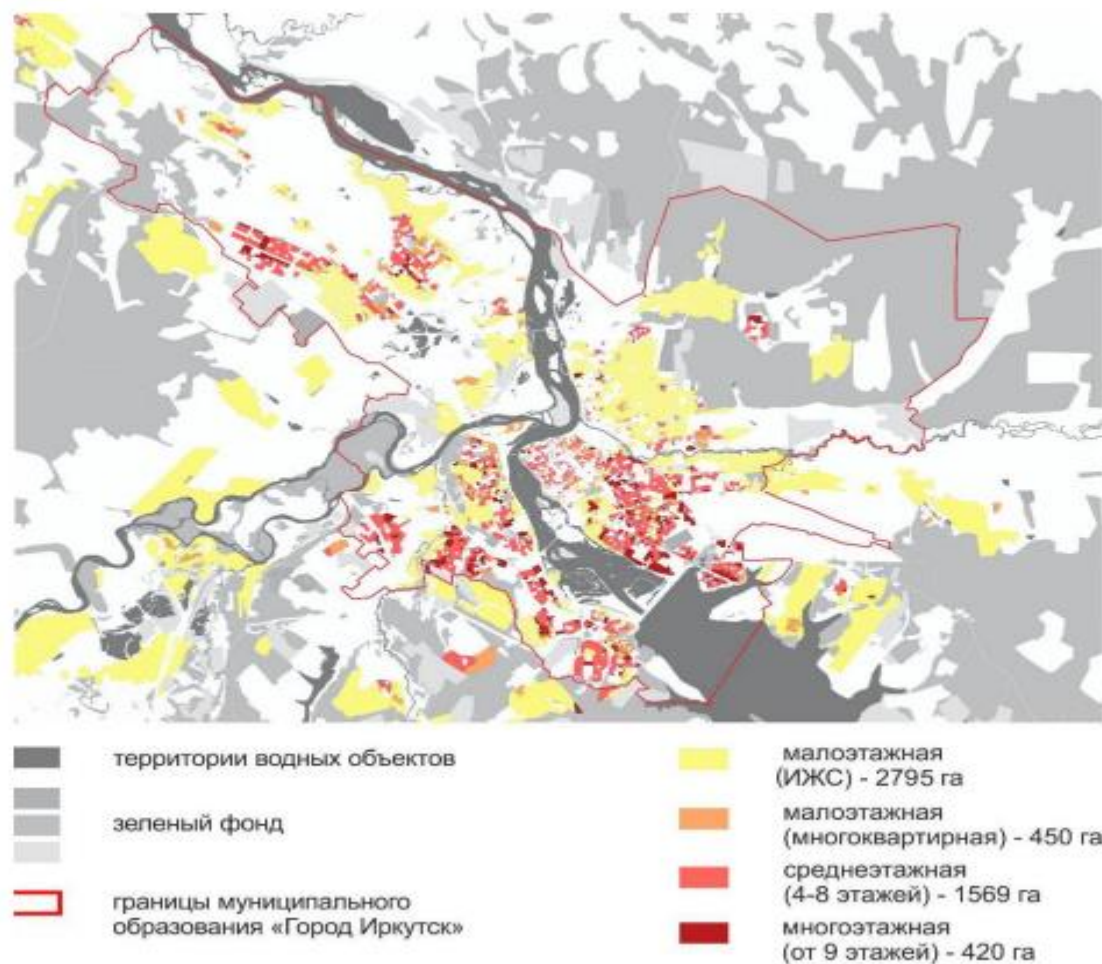 территории водных объектов
зеленый фонд
границы муниципального
образования «Город Иркутск»
малоэтажная
(ИЖС) - 2795 га
малоэтажная
(многоквартирная) - 450 га
среднеэтажная
(4-8 этажей) - 1569 га
многоэтажная
(от 9 этажей) - 420 га